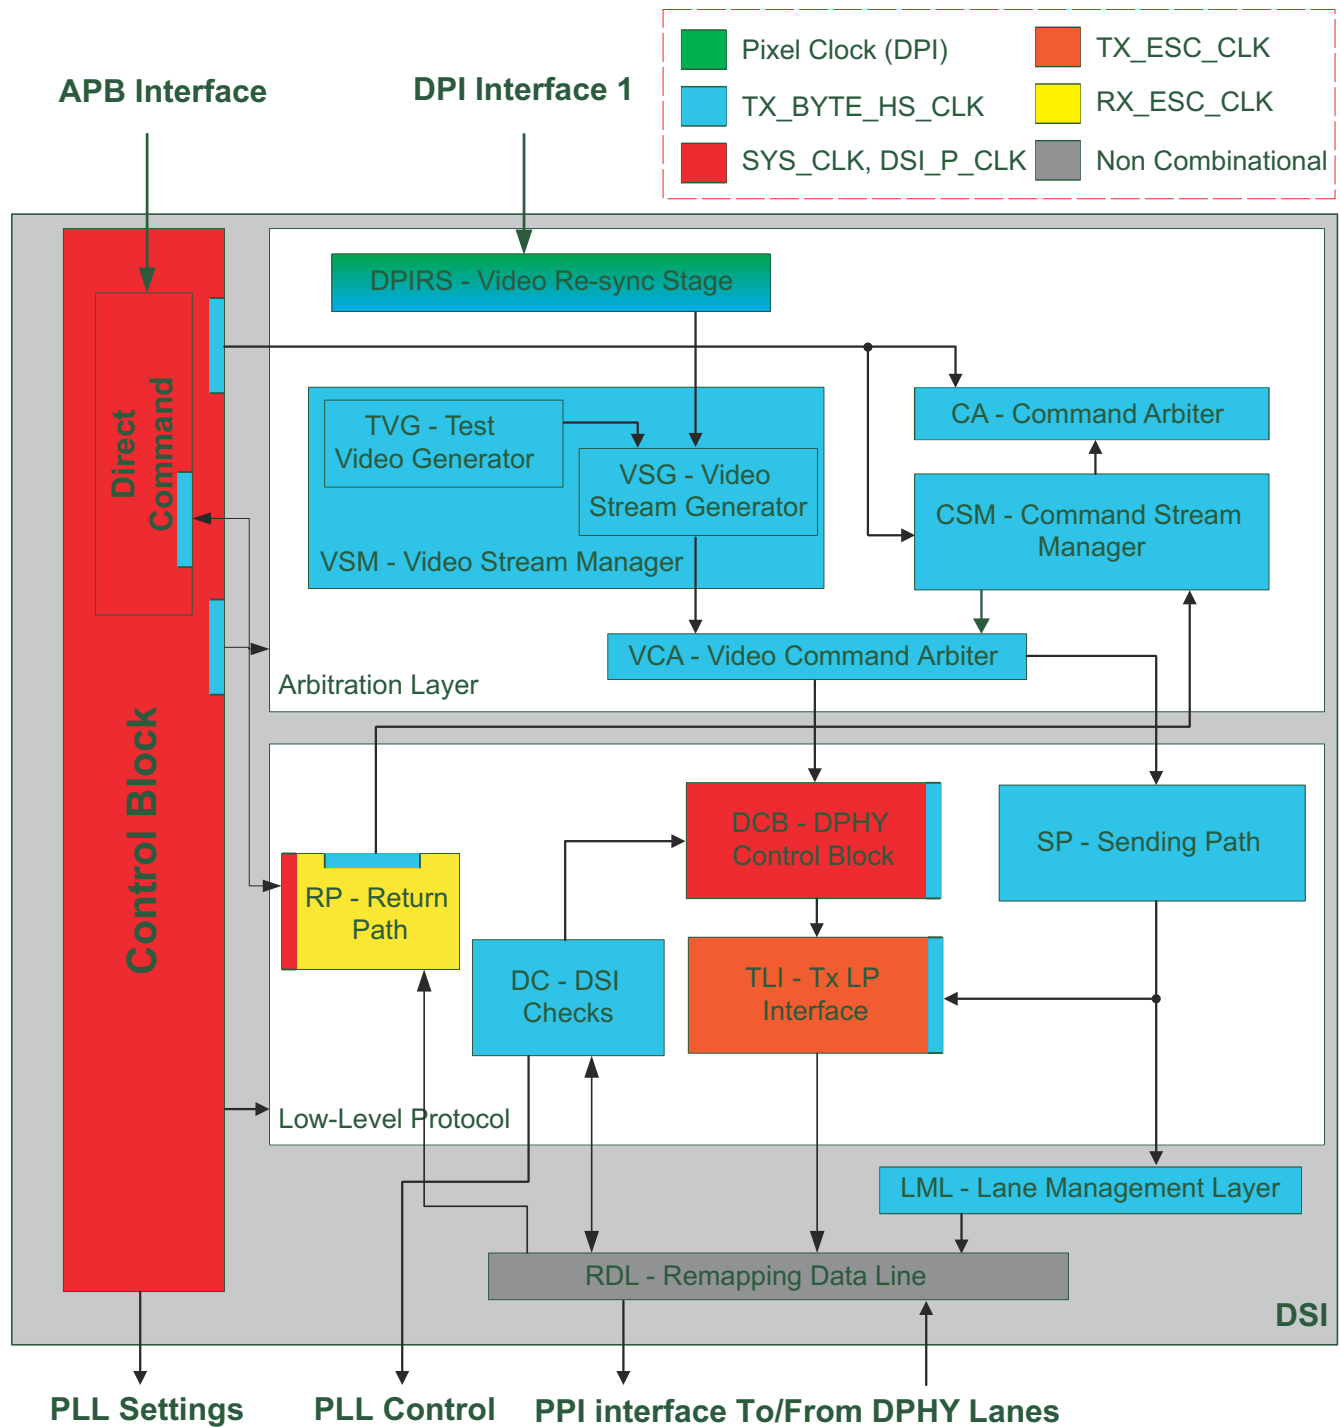 Pixel Clock (DPI)
TX_ESC_CLK
TX_BYTE_HS_CLK
RX_ESC_CLK
SYS_CLK, DSI_P_CLK
Non Combinational
APB Interface
DPI Interface 1
DPIRS - Video Re-sync Stage
Direct
Command
TVG - Test
Video Generator
VSG - Video
Stream Generator
VSM - Video Stream Manager
CA - Command Arbiter
CSM - Command Stream
Manager
VCA - Video Command Arbiter
Arbitration Layer
Control Block
DCB - DPHY
Control Block
SP - Sending Path
RP - Return
Path
DC - DSI
Checks
TLI - Tx LP
Interface
Low-Level Protocol
LML - Lane Management Layer
RDL - Remapping Data Line
DSI
PLL Settings
PLL Control
PPI interface To/From DPHY Lanes